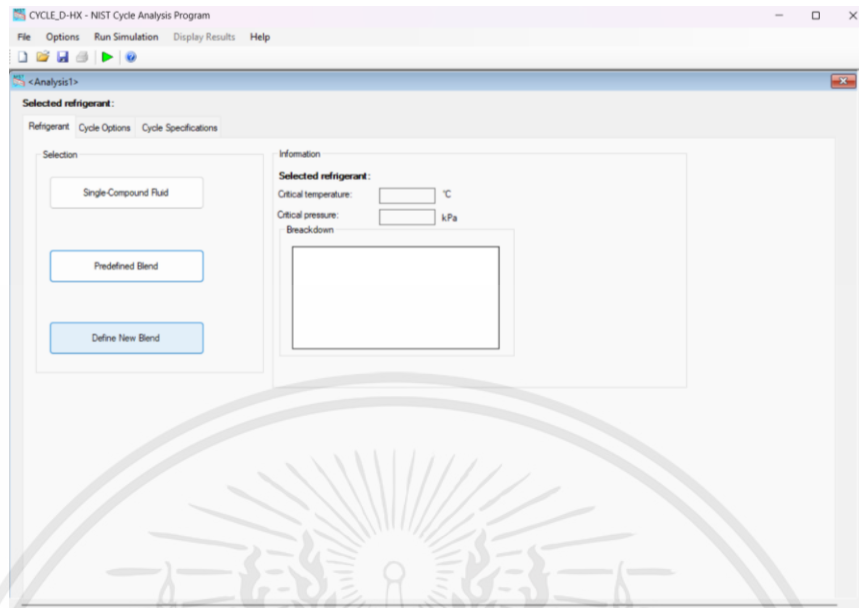 CYCLE_D-HX - NIST Cycle Analysis Program
File Options Run Simulation Display Results Help
<Analysis1>
Selected refrigerant:
Refrigerant Cycle Options Cycle Specifications
Selection
Single-Compound Fluid
Predefined Blend
Define New Blend
Information
Selected refrigerant:
Critical temperature: °C
Critical pressure: kPa
Breackdown